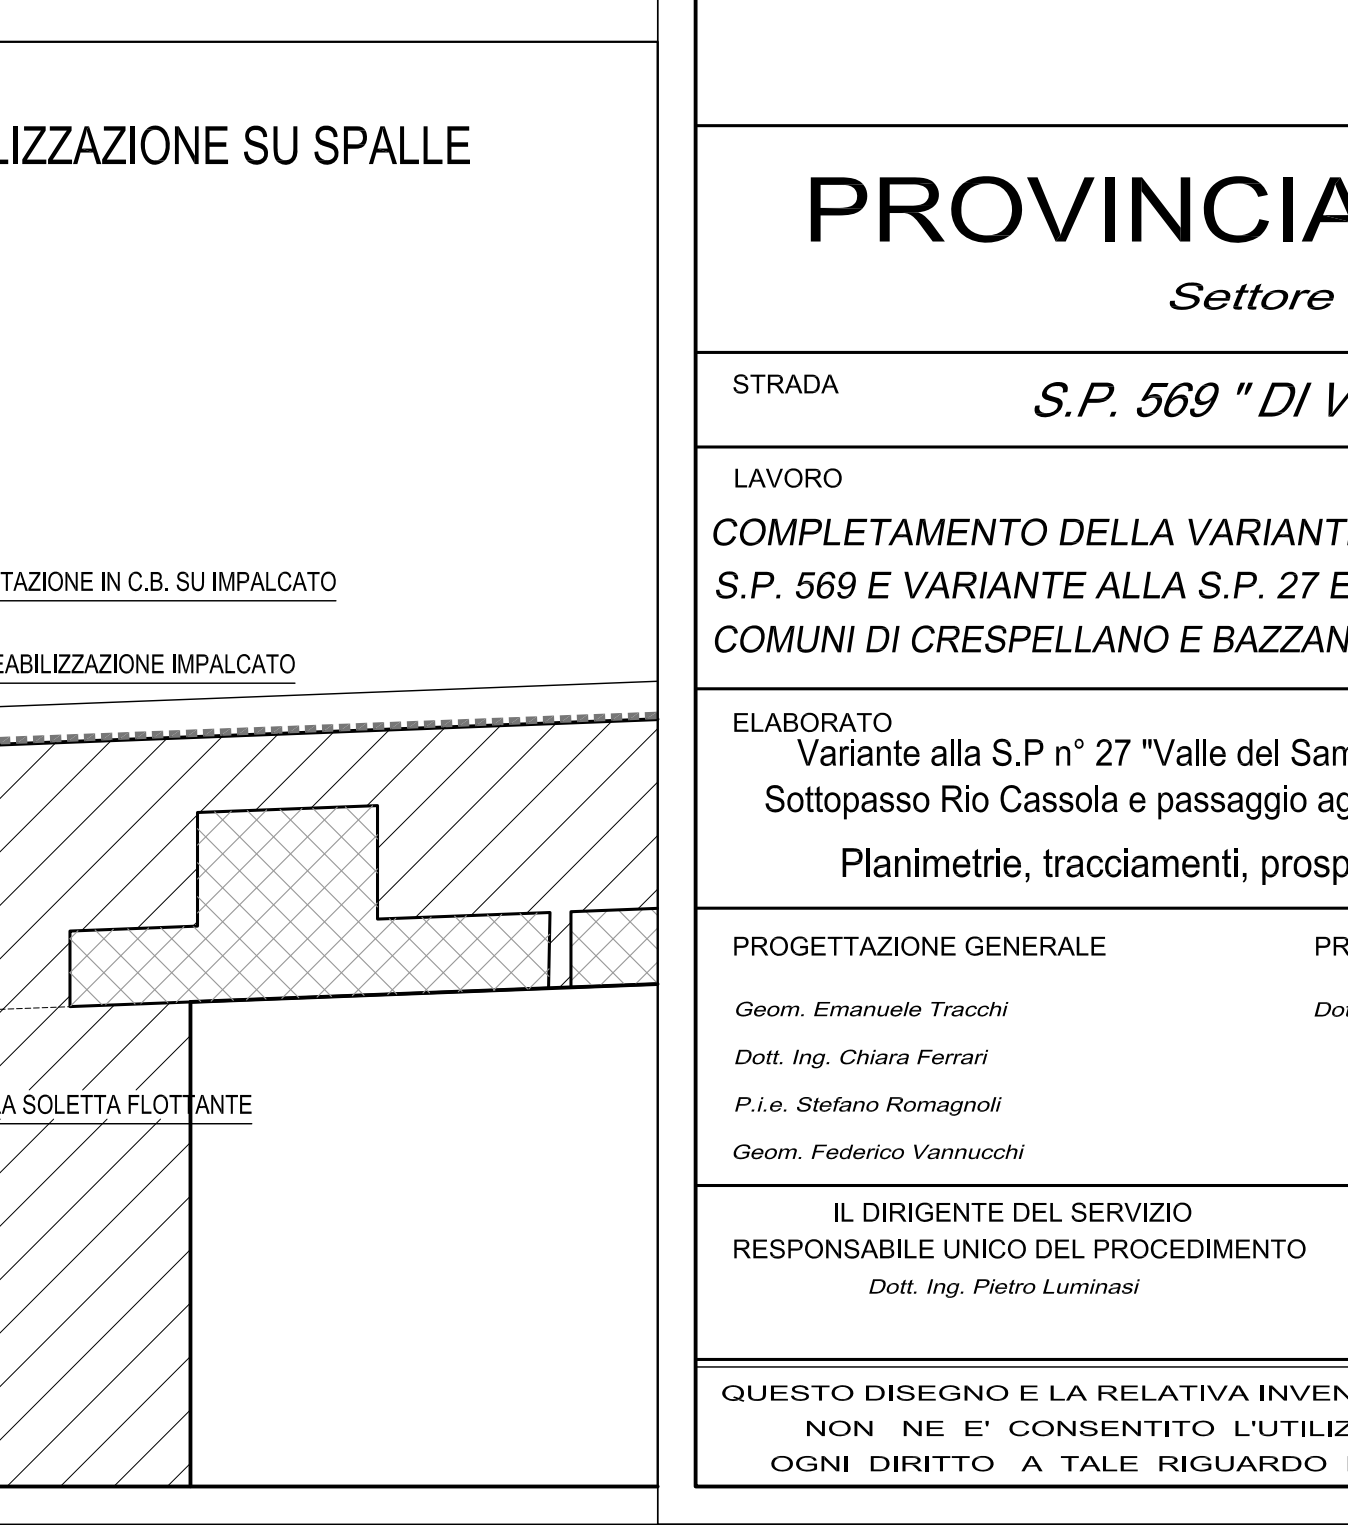 LIZZAZIONE SU SPALLE
TAZIONE IN C.B. SU IMPALCATO
EABILIZZAZIONE IMPALCATO
LA SOLETTA FLOTTANTE
PROVINCIA
Settore
STRADA
S.P. 569 " DI V
LAVORO
COMPLETAMENTO DELLA VARIANT
S.P. 569 E VARIANTE ALLA S.P. 27 E
COMUNI DI CRESPELLANO E BAZZAN
ELABORATO
Variante alla S.P n° 27 "Valle del Sam
Sottopasso Rio Cassola e passaggio ag
Planimetrie, tracciamenti, prosp
PROGETTAZIONE GENERALE
Geom. Emanuele Tracchi
Dott. Ing. Chiara Ferrari
P.i.e. Stefano Romagnoli
Geom. Federico Vannucchi
PR
Dot
IL DIRIGENTE DEL SERVIZIO
RESPONSABILE UNICO DEL PROCEDIMENTO
Dott. Ing. Pietro Luminasi
QUESTO DISEGNO E LA RELATIVA INVEN
NON NE E' CONSENTITO L'UTILIZ
OGNI DIRITTO A TALE RIGUARDO